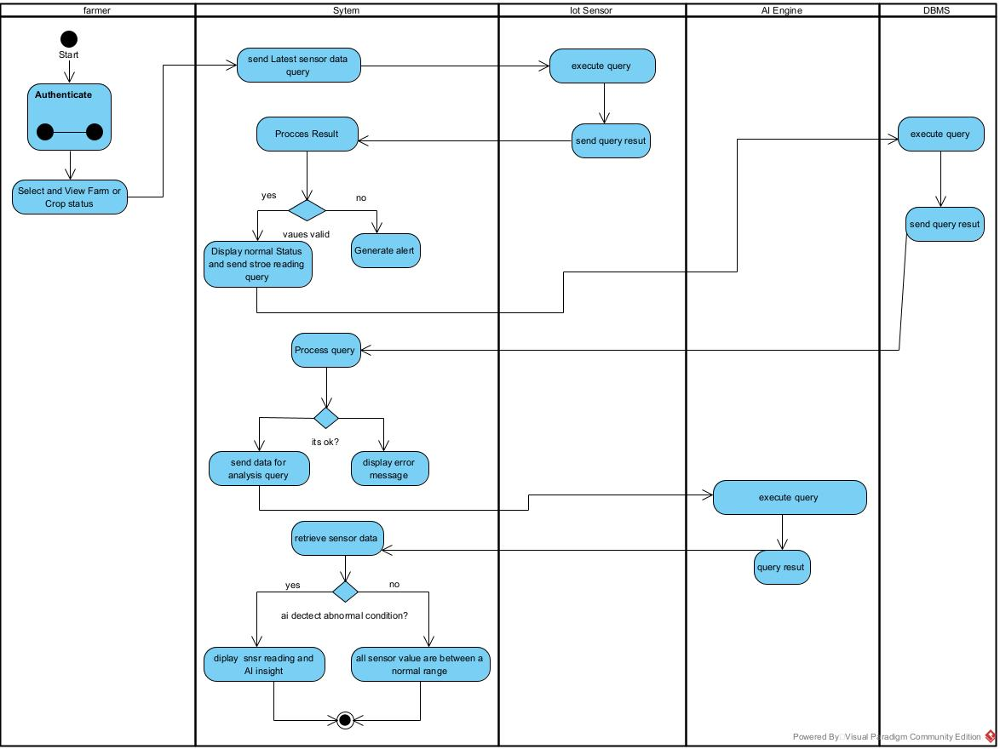 farmer
Sytem
Iot Sensor
AI Engine
DBMS
Start
Authenticate
Select and View Farm or
Crop status
send Latest sensor data
query
execute query
Procces Result
send query resut
execute query
send query resut
yes
no
vaues valid
Display normal Status
and send stroe reading
query
Generate alert
Process query
its ok?
send data for
analysis query
display error
message
execute query
retrieve sensor data
query resut
yes
no
ai dectect abnormal condition?
diplay snsr reading and
AI insight
all sensor value are between a
normal range
Powered By Visual Paradigm Community Edition